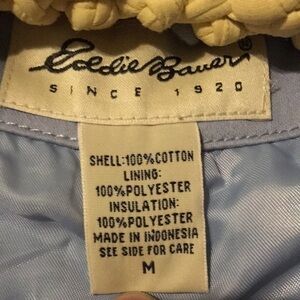 Eddie Bauer®
SINCE 1920
SHELL:100%COTTON
LINING:
100%POLYESTER
INSULATION:
100%POLYESTER
MADE IN INDONESIA
SEE SIDE FOR CARE
M